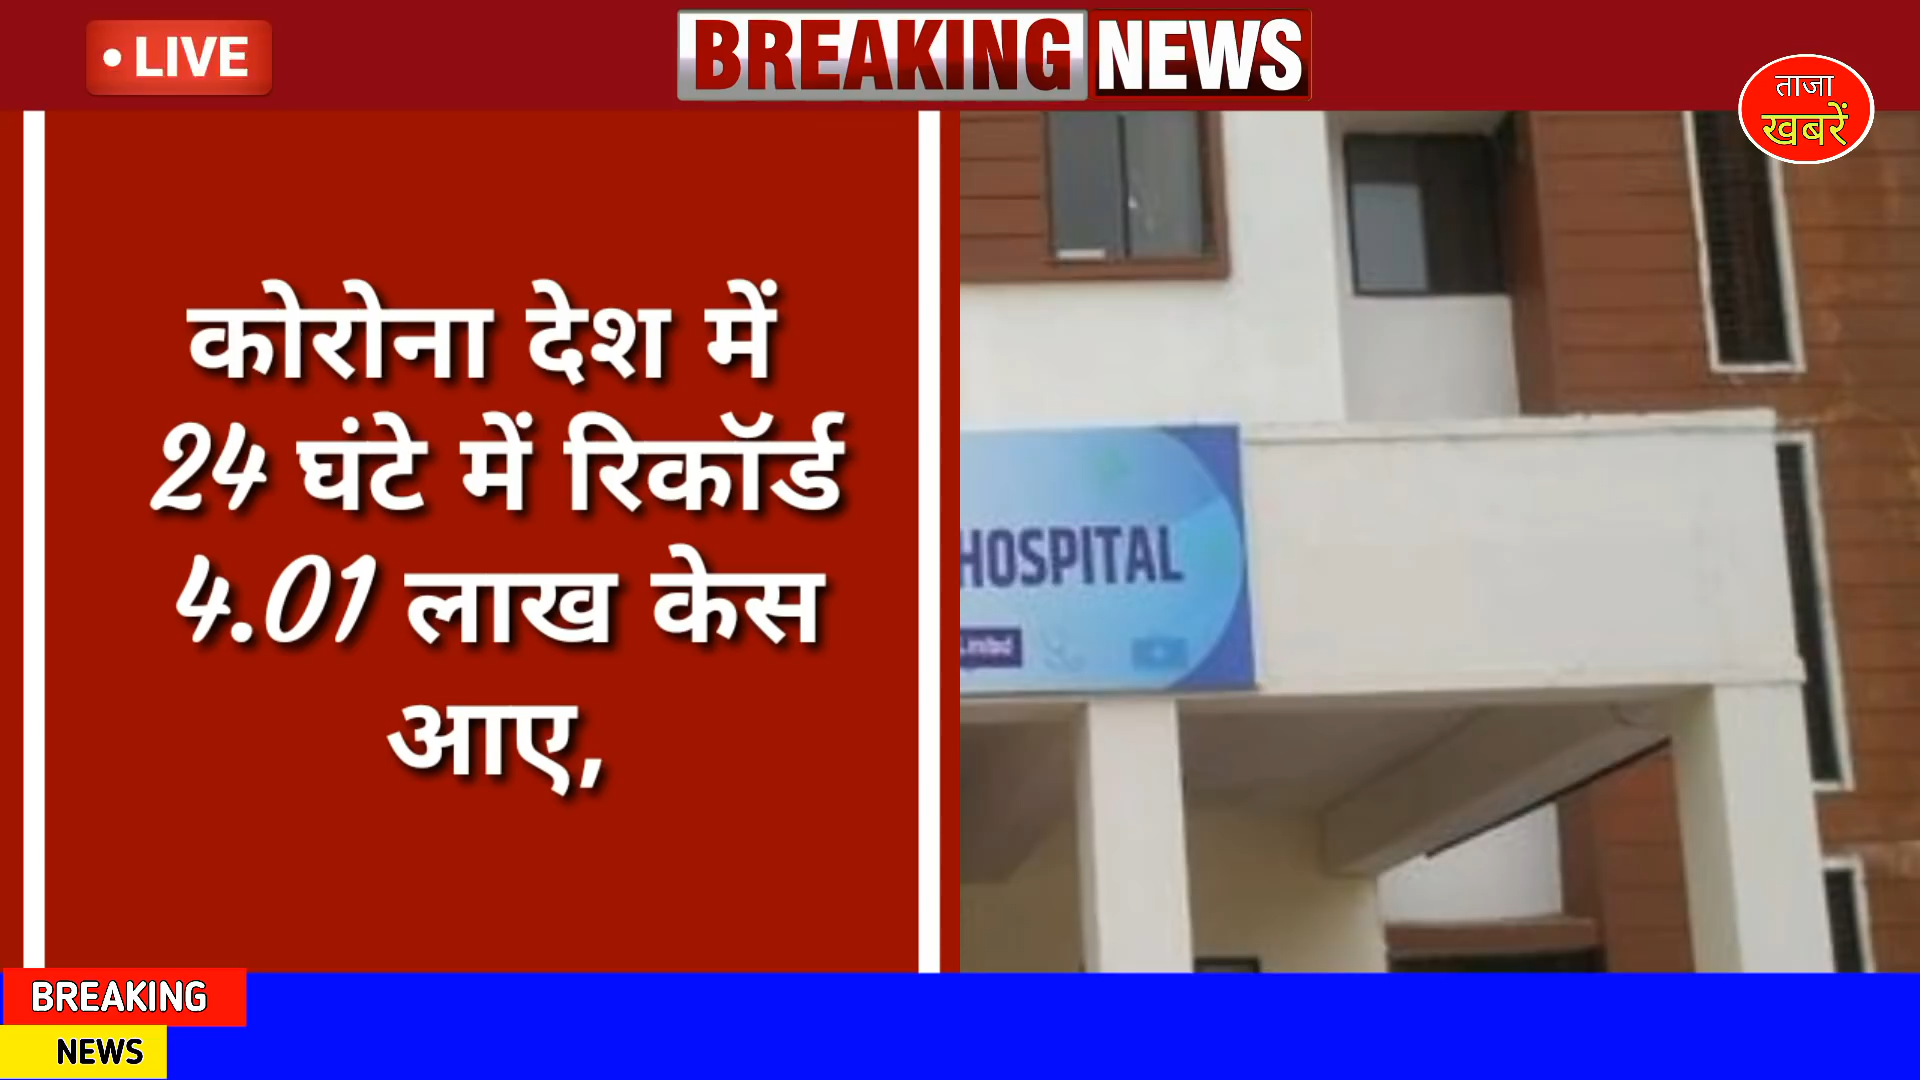 • LIVE
BREAKING NEWS
ताजा
खबरें
कोरोना देश में
24 घंटे में रिकॉर्ड
4.01 लाख केस
आए,
HOSPITAL
BREAKING
NEWS